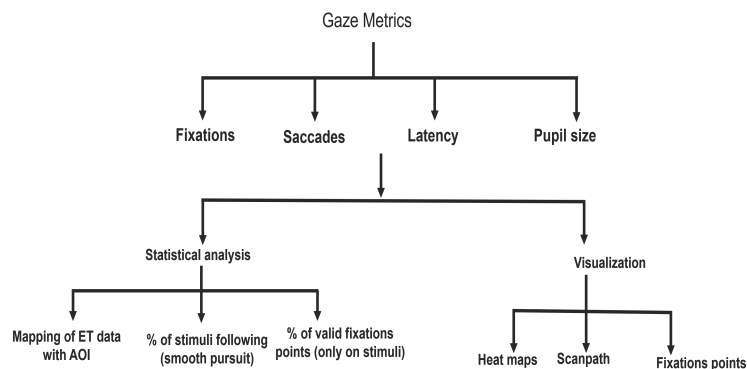 Gaze Metrics
Fixations
Saccades
Latency
Pupil size
Statistical analysis
Visualization
Mapping of ET data
with AOI
% of stimuli following
(smooth pursuit)
% of valid fixations
points (only on stimuli)
Heat maps
Scanpath
Fixations points